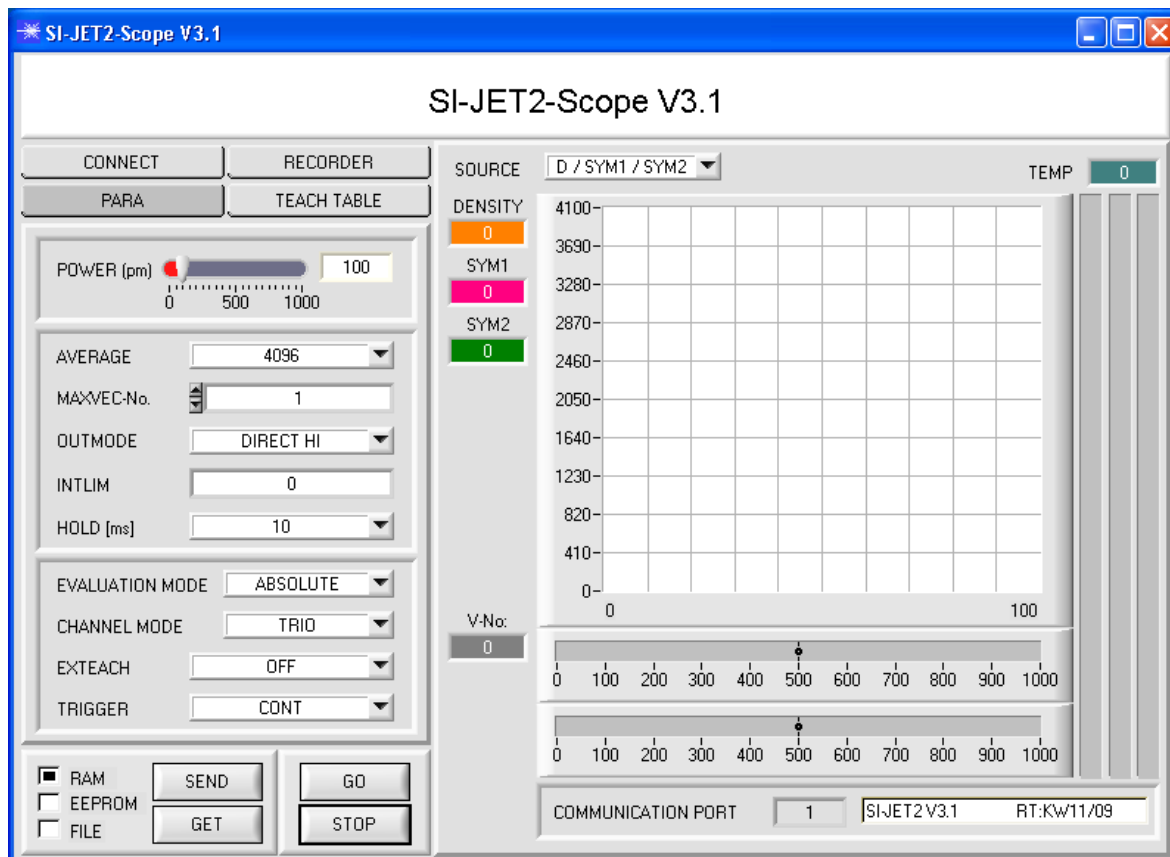 SI-JET2-Scope V3.1
SI-JET2-Scope V3.1
CONNECT RECORDER
PARA TEACH TABLE
POWER (pm) 100
0 500 1000
AVERAGE 4096
MAXVEC-No. 1
OUTMODE DIRECT HI
INTLIM 0
HOLD [ms] 10
EVALUATION MODE ABSOLUTE
CHANNEL MODE TRIO
EXTEACH OFF
TRIGGER CONT
RAM
EEPROM
FILE
SEND
GET
GO
STOP
SOURCE D / SYM1 / SYM2
TEMP 0
DENSITY
0
SYM1
0
SYM2
0
V-No:
0
4100
3690
3280
2870
2460
2050
1640
1230
820
410
0
0 100
0 100 200 300 400 500 600 700 800 900 1000
0 100 200 300 400 500 600 700 800 900 1000
COMMUNICATION PORT 1 SI-JET2 V3.1 RT:KW11/09